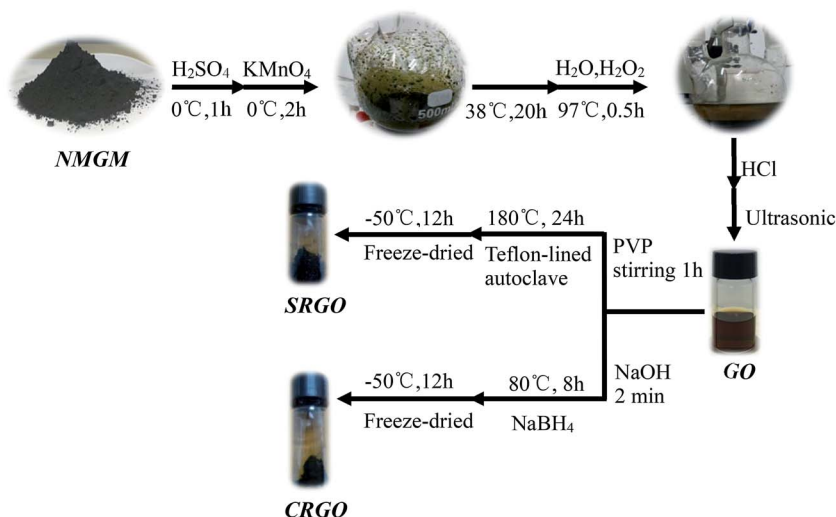 H₂SO₄ KMnO₄
0℃,1h 0℃,2h
NMGM
500ml
H₂O,H₂O₂
38℃,20h 97℃,0.5h
HCl
Ultrasonic
GO
PVP
stirring 1h
180℃, 24h
Teflon-lined
autoclave
-50℃,12h
Freeze-dried
SRGO
NaOH
2 min
80℃, 8h
NaBH₄
-50℃,12h
Freeze-dried
CRGO